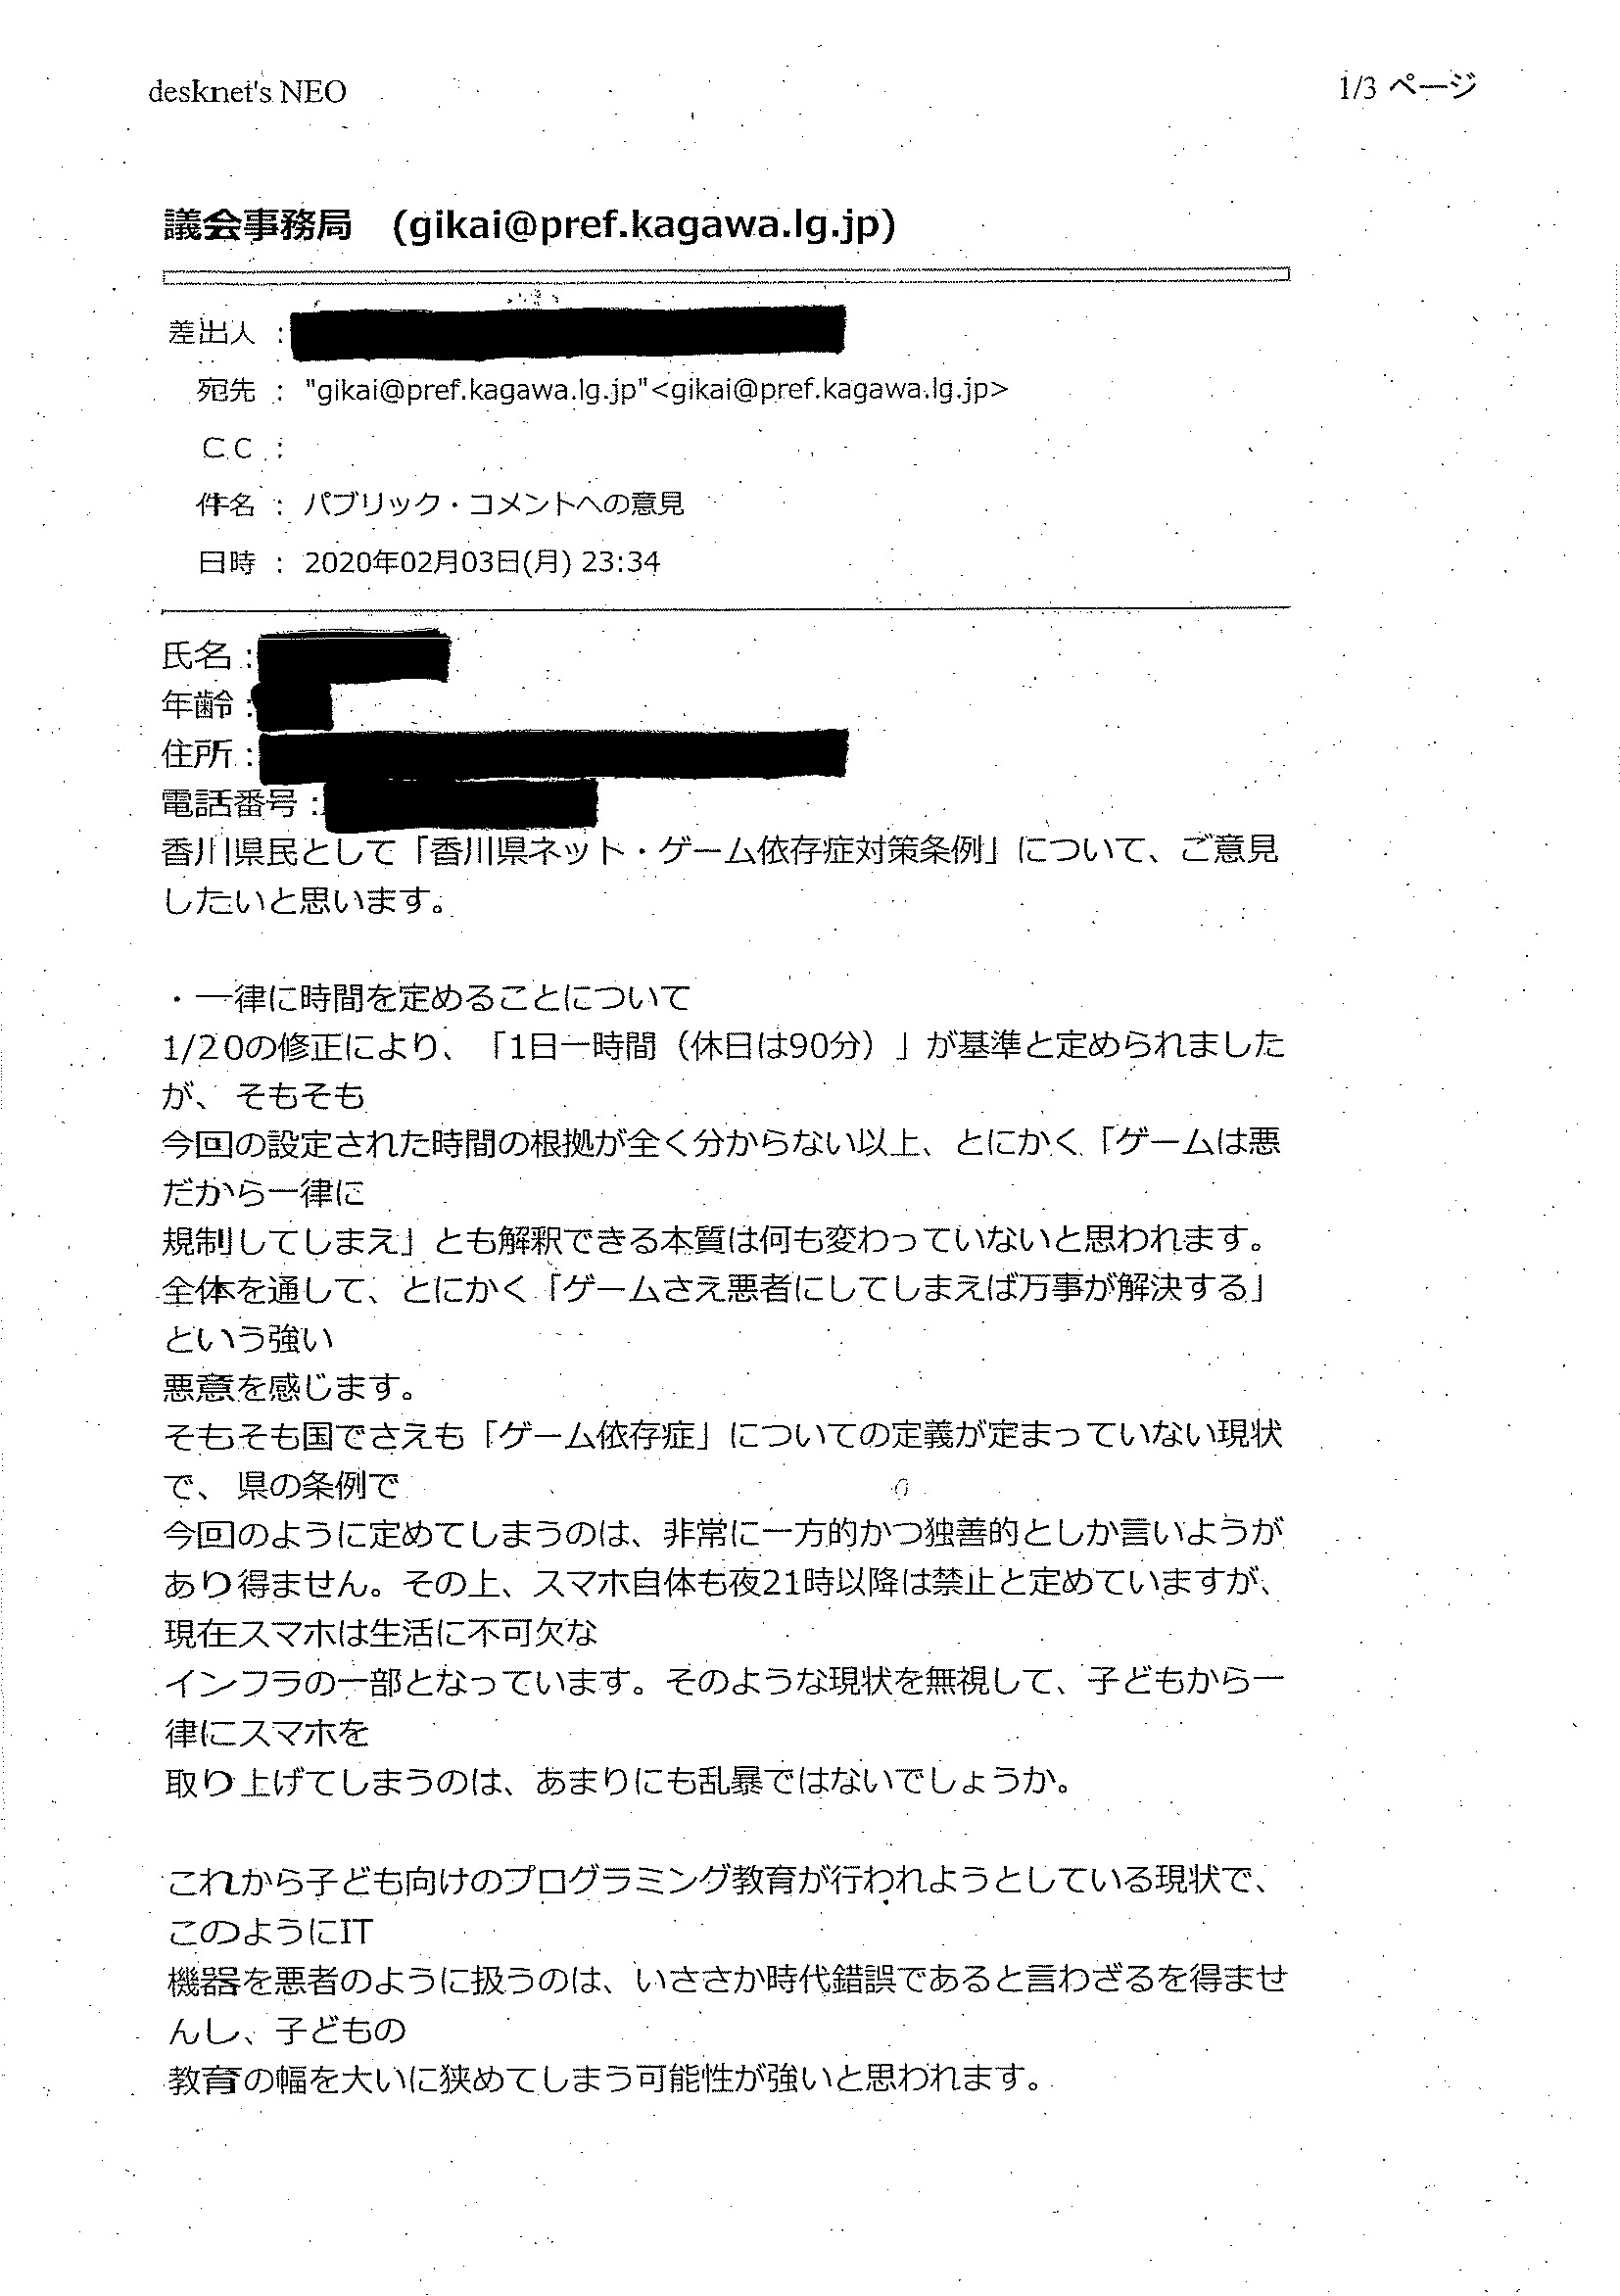 desknet's NEO
1/3 ページ
議会事務局　(gikai@pref.kagawa.lg.jp)
差出人 :
宛先 : "gikai@pref.kagawa.lg.jp"<gikai@pref.kagawa.lg.jp>
ＣＣ :
件名 : パブリック・コメントへの意見
日時 : 2020年02月03日(月) 23:34
氏名 :
年齢 :
住所 :
電話番号 :
香川県民として「香川県ネット・ゲーム依存症対策条例」について、ご意見
したいと思います。
・一律に時間を定めることについて
1/20の修正により、「1日一時間（休日は90分）」が基準と定められました
が、そもそも
今回の設定された時間の根拠が全く分からない以上、とにかく「ゲームは悪
だから一律に
規制してしまえ」とも解釈できる本質は何も変わっていないと思われます。
全体を通して、とにかく「ゲームさえ悪者にしてしまえば万事が解決する」
という強い
悪意を感じます。
そもそも国でさえも「ゲーム依存症」についての定義が定まっていない現状
で、県の条例で
今回のように定めてしまうのは、非常に一方的かつ独善的としか言いようが
あり得ません。その上、スマホ自体も夜21時以降は禁止と定めていますが、
現在スマホは生活に不可欠な
インフラの一部となっています。そのような現状を無視して、子どもから一
律にスマホを
取り上げてしまうのは、あまりにも乱暴ではないでしょうか。
これから子ども向けのプログラミング教育が行われようとしている現状で、
このようにIT
機器を悪者のように扱うのは、いささか時代錯誤であると言わざるを得ませ
んし、子どもの
教育の幅を大いに狭めてしまう可能性が強いと思われます。